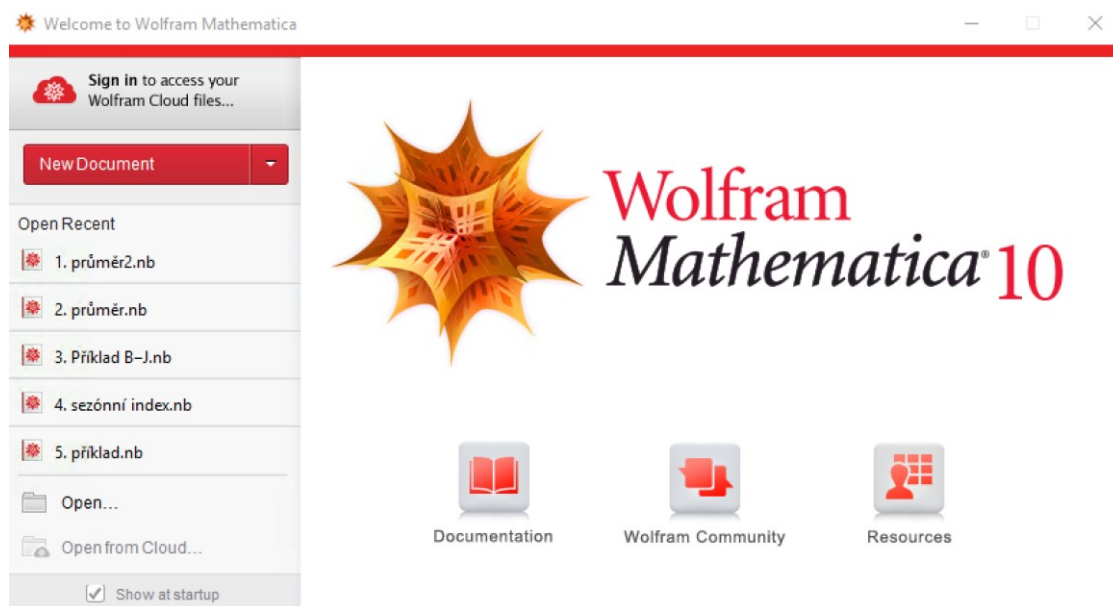 Welcome to Wolfram Mathematica
Sign in to access your
Wolfram Cloud files...
New Document
Open Recent
1. průměr2.nb
2. průměr.nb
3. Příklad B–J.nb
4. sezónní index.nb
5. příklad.nb
Open...
Open from Cloud...
Show at startup
Wolfram
Mathematica® 10
Documentation
Wolfram Community
Resources